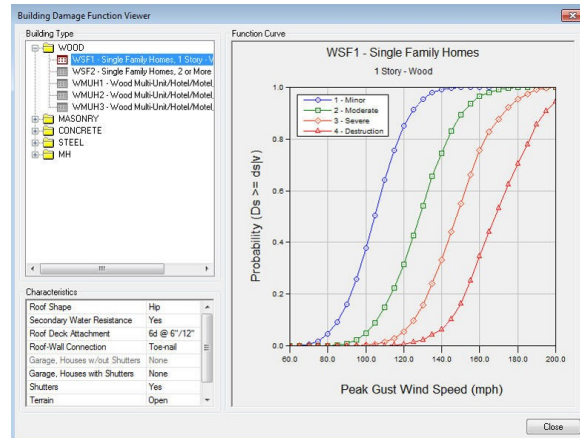 Building Damage Function Viewer
Building Type
WOOD
WSF1 - Single Family Homes, 1 Story - W
WSF2 - Single Family Homes, 2 or More
WMUH1 - Wood Multi-Unit/Hotel/Motel,
WMUH2 - Wood Multi-Unit/Hotel/Motel,
WMUH3 - Wood Multi-Unit/Hotel/Motel,
MASONRY
CONCRETE
STEEL
MH
Characteristics
Roof Shape Hip
Secondary Water Resistance Yes
Roof Deck Attachment 6d @ 6"/12"
Roof-Wall Connection Toe-nail
Garage, Houses w/out Shutters None
Garage, Houses with Shutters None
Shutters Yes
Terrain Open
Function Curve
WSF1 - Single Family Homes
1 Story - Wood
1 - Minor
2 - Moderate
3 - Severe
4 - Destruction
Probability (Ds >= ds|v)
1.0
0.8
0.6
0.4
0.2
0.0
60.0 80.0 100.0 120.0 140.0 160.0 180.0 200.0
Peak Gust Wind Speed (mph)
Close